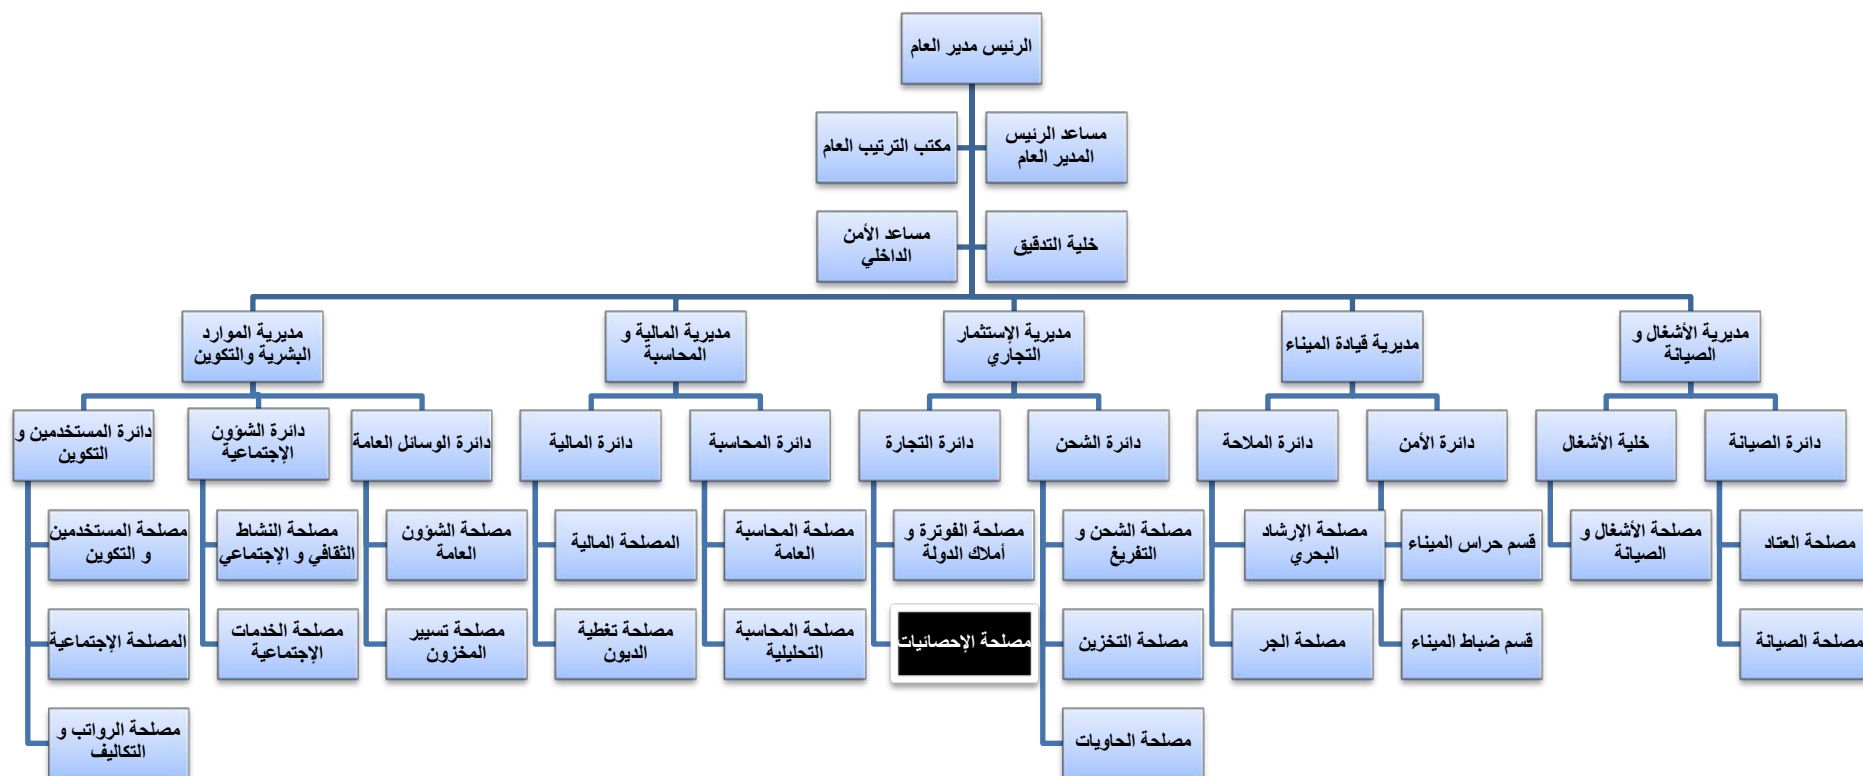 الرئيس مدير العام
مساعد الرئيس
المدير العام
مكتب الترتيب العام
خلية التدقيق
مساعد الأمن
الداخلي
مديرية الأشغال و
الصيانة
مديرية قيادة الميناء
مديرية الإستثمار
التجاري
مديرية المالية و
المحاسبة
مديرية الموارد
البشرية والتكوين
دائرة الصيانة
خلية الأشغال
دائرة الأمن
دائرة الملاحة
دائرة الشحن
دائرة التجارة
دائرة المحاسبة
دائرة المالية
دائرة الوسائل العامة
دائرة الشؤون
الإجتماعية
دائرة المستخدمين و
التكوين
مصلحة العتاد
مصلحة الأشغال و
الصيانة
قسم حراس الميناء
مصلحة الإرشاد
البحري
مصلحة الشحن و
التفريغ
مصلحة الفوترة و
أملاك الدولة
مصلحة المحاسبة
العامة
المصلحة المالية
مصلحة الشؤون
العامة
مصلحة النشاط
الثقافي و الإجتماعي
مصلحة المستخدمين
و التكوين
مصلحة الصيانة
قسم ضباط الميناء
مصلحة الجر
مصلحة التخزين
مصلحة الإحصائيات
مصلحة المحاسبة
التحليلية
مصلحة تغطية
الديون
مصلحة تسيير
المخزون
مصلحة الخدمات
الإجتماعية
المصلحة الإجتماعية
مصلحة الحاويات
مصلحة الرواتب و
التكاليف